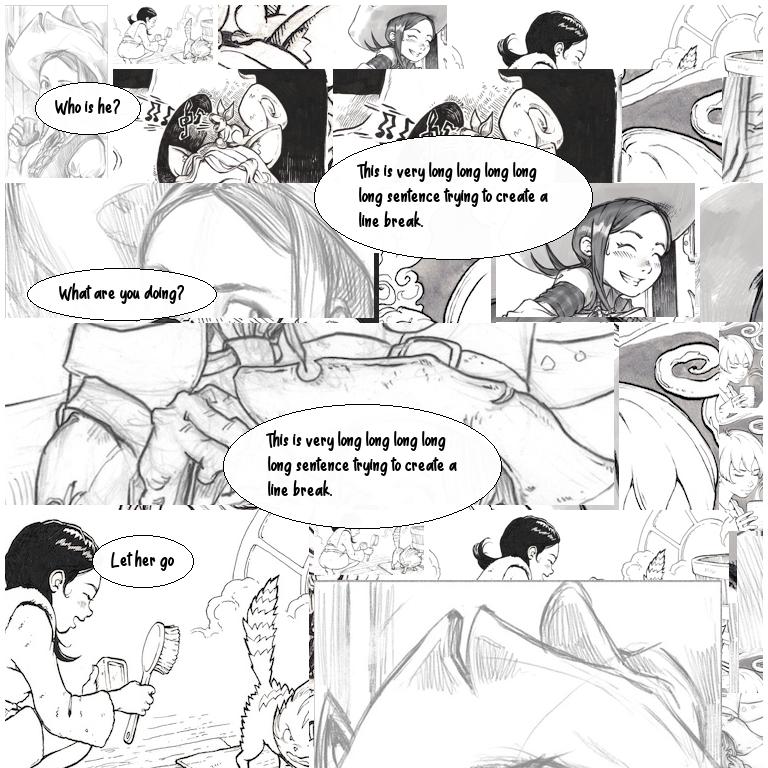 Who is he?
This is very long long long long
long sentence trying to create a
line break.
What are you doing?
This is very long long long long
long sentence trying to create a
line break.
Let her go